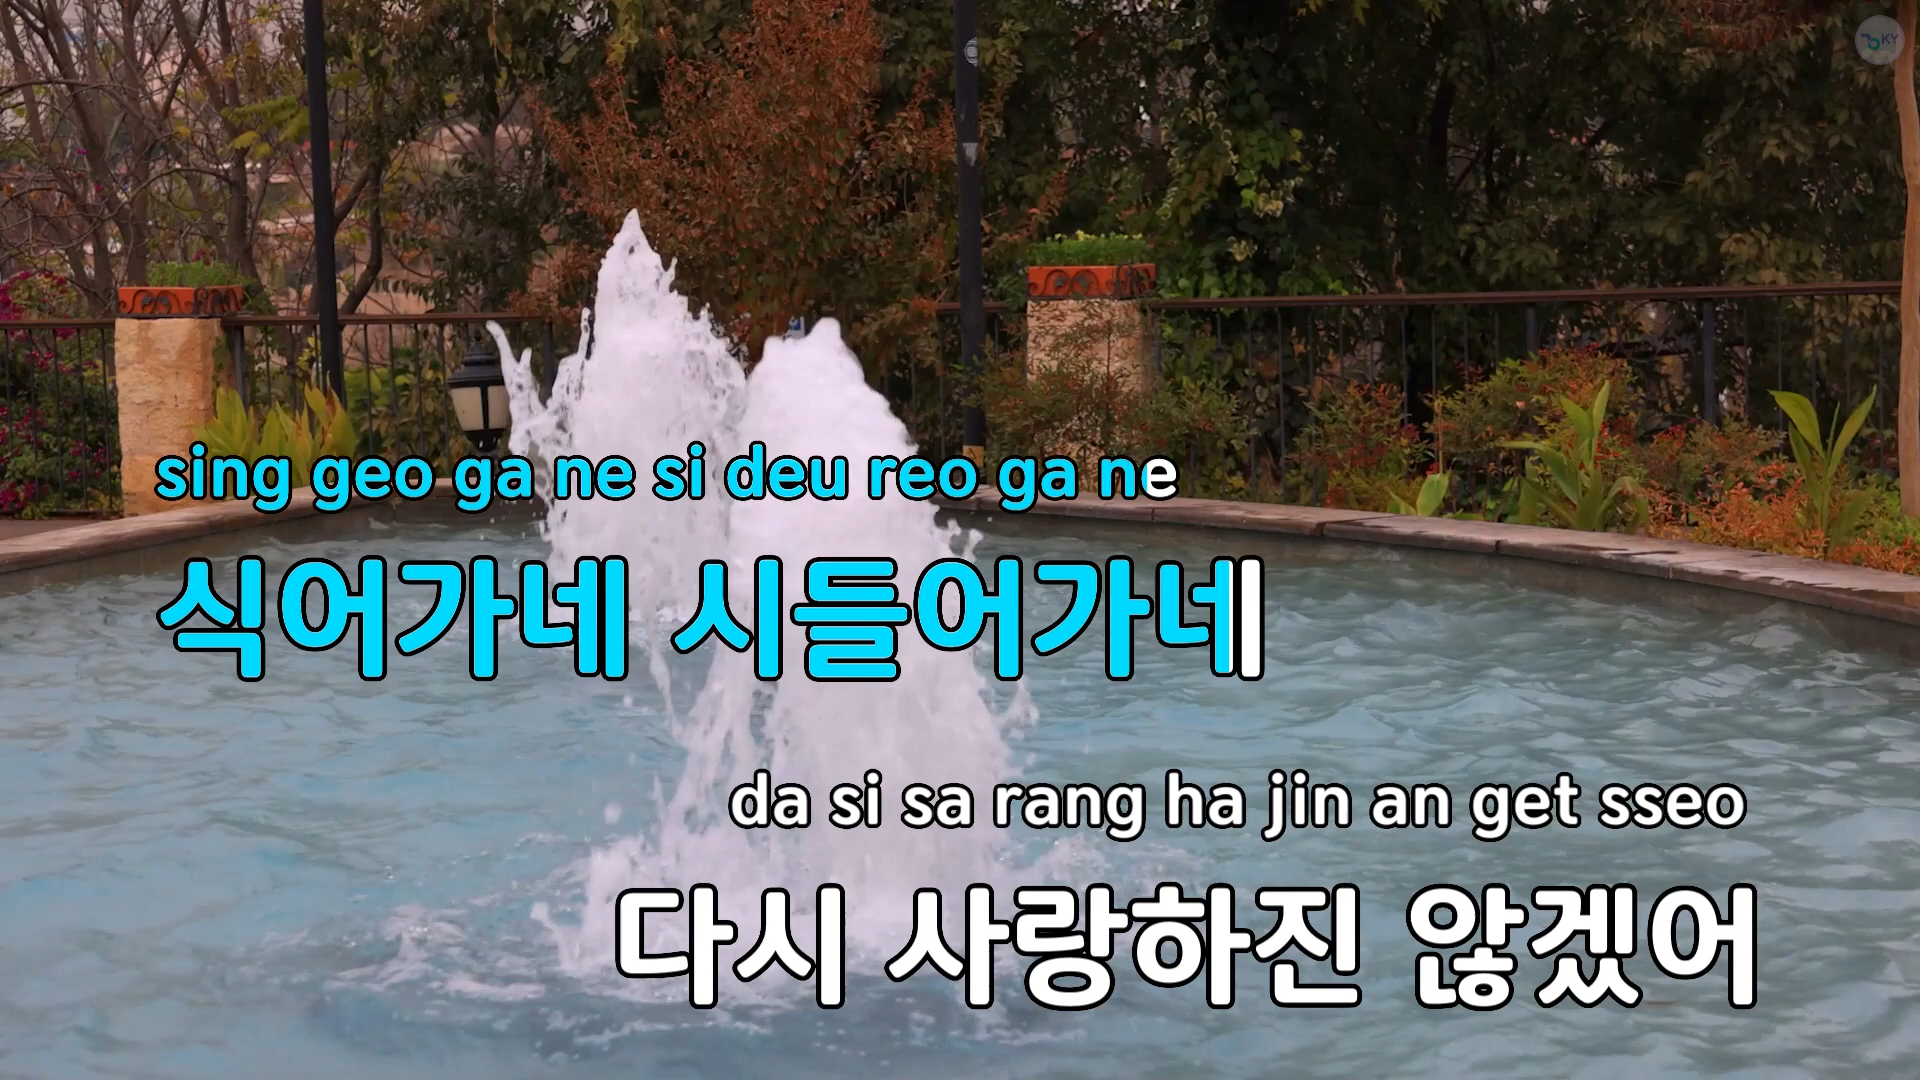 KY
sing geo ga ne si deu reo ga ne
식어가네 시들어가네
da si sa rang ha jin an get sseo
다시 사랑하진 않겠어